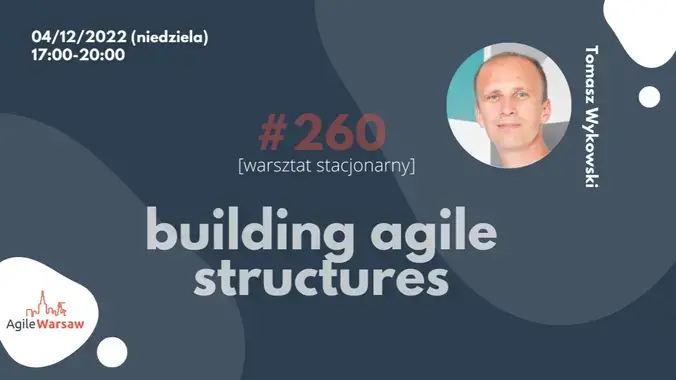 04/12/2022 (niedziela)
17:00-20:00
Tomasz Wykowski
#260
[warsztat stacjonarny]
building agile
structures
AgileWarsaw